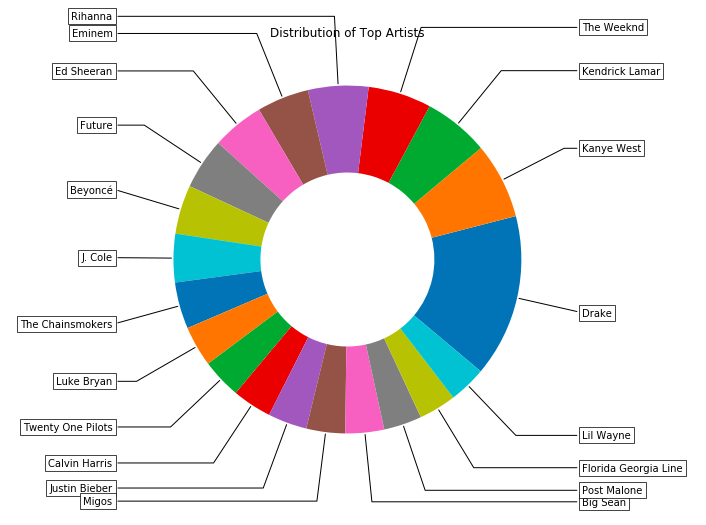 Distribution of Top Artists
Rihanna
Eminem
Ed Sheeran
Future
Beyoncé
J. Cole
The Chainsmokers
Luke Bryan
Twenty One Pilots
Calvin Harris
Justin Bieber
Migos
The Weeknd
Kendrick Lamar
Kanye West
Drake
Lil Wayne
Florida Georgia Line
Post Malone
Big Sean